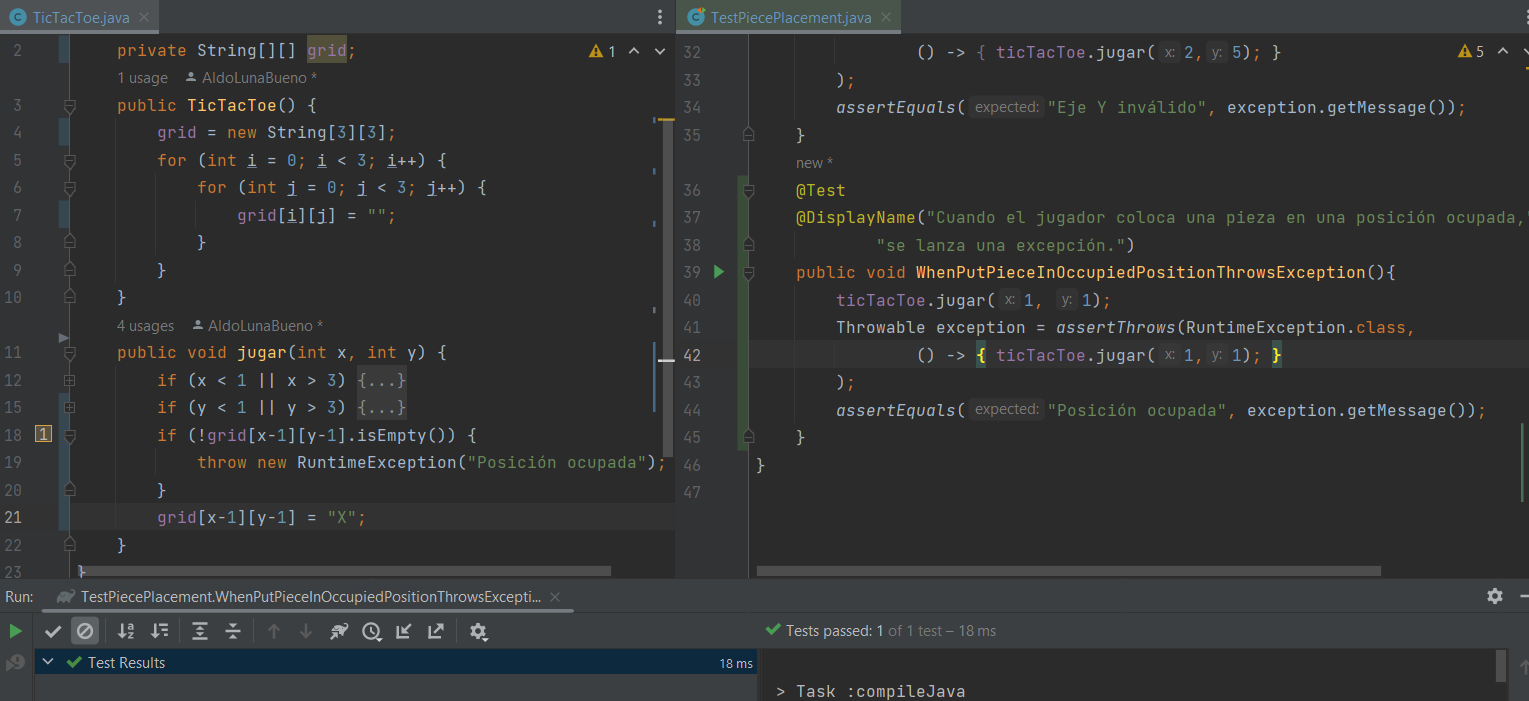 TicTacToe.java
2 private String[][] grid;
1
1 usage AldoLunaBueno *
3 public TicTacToe() {
4 grid = new String[3][3];
5 for (int i = 0; i < 3; i++) {
6 for (int j = 0; j < 3; j++) {
7 grid[i][j] = "";
8 }
9 }
10 }
4 usages AldoLunaBueno *
11 public void jugar(int x, int y) {
12 if (x < 1 || x > 3) {...}
15 if (y < 1 || y > 3) {...}
18 1 if (!grid[x-1][y-1].isEmpty()) {
19 throw new RuntimeException("Posición ocupada");
20 }
21 grid[x-1][y-1] = "X";
22 }
23 }
TestPiecePlacement.java
32 () -> { ticTacToe.jugar( x: 2, y: 5); }
5
33 );
34 assertEquals( expected: "Eje Y inválido", exception.getMessage());
35 }
new *
36 @Test
37 @DisplayName("Cuando el jugador coloca una pieza en una posición ocupada,
38 "se lanza una excepción.")
39 public void WhenPutPieceInOccupiedPositionThrowsException(){
40 ticTacToe.jugar( x: 1, y: 1);
41 Throwable exception = assertThrows(RuntimeException.class,
42 () -> { ticTacToe.jugar( x: 1, y: 1); }
43 );
44 assertEquals( expected: "Posición ocupada", exception.getMessage());
45 }
46 }
47
Run: TestPiecePlacement.WhenPutPieceInOccupiedPositionThrowsExcepti...
Tests passed: 1 of 1 test – 18 ms
Test Results 18 ms
> Task :compileJava